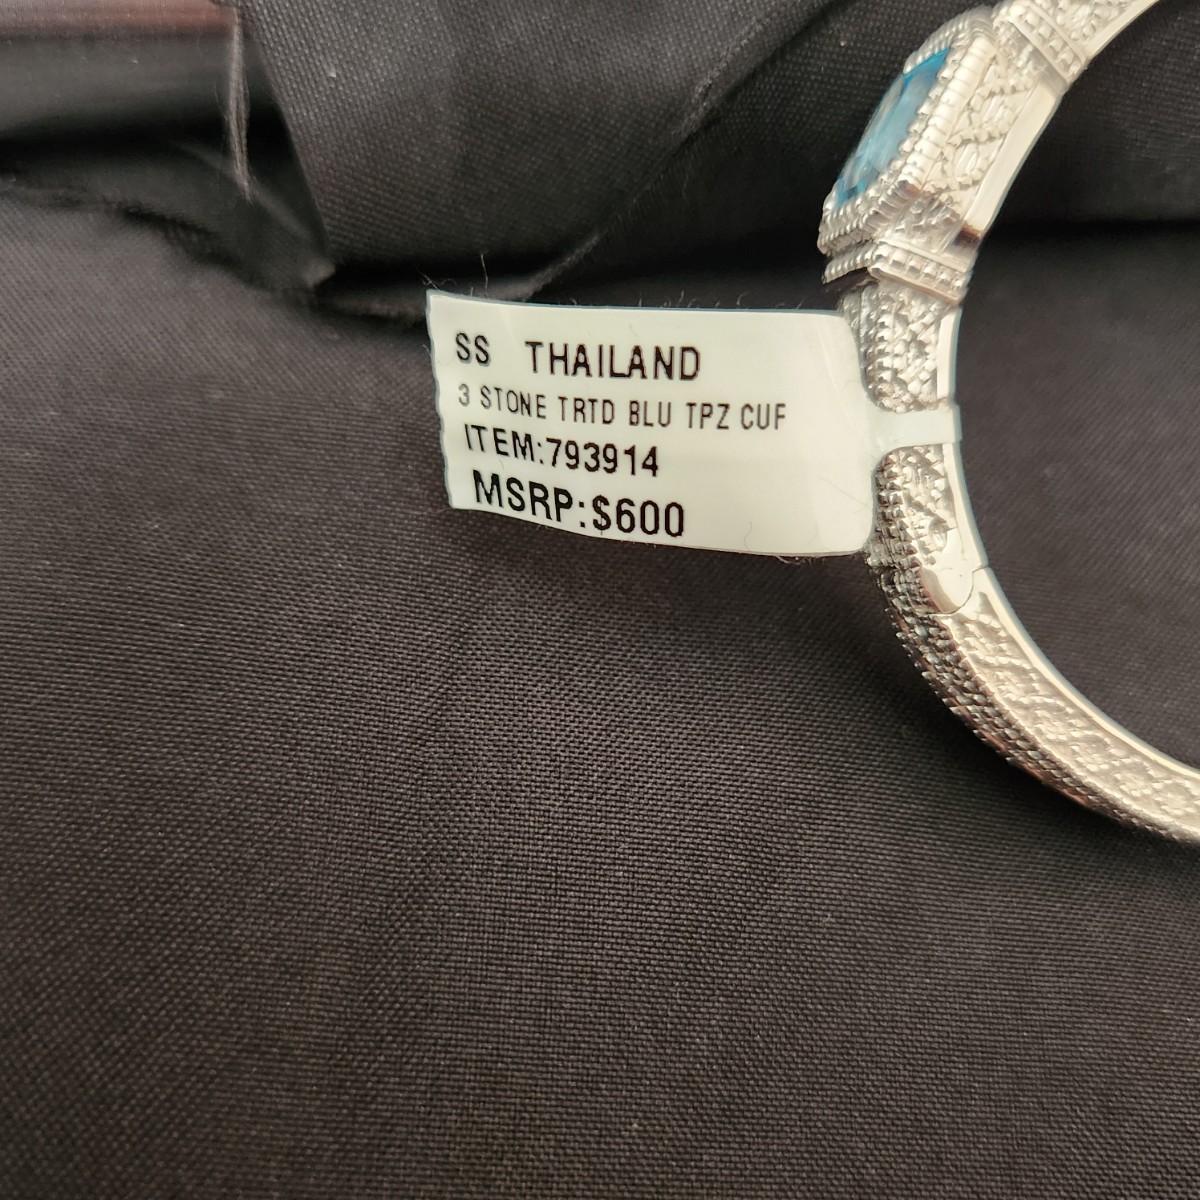 SS THAILAND
3 STONE TRTD BLU TPZ CUF
ITEM:793914
MSRP:$600